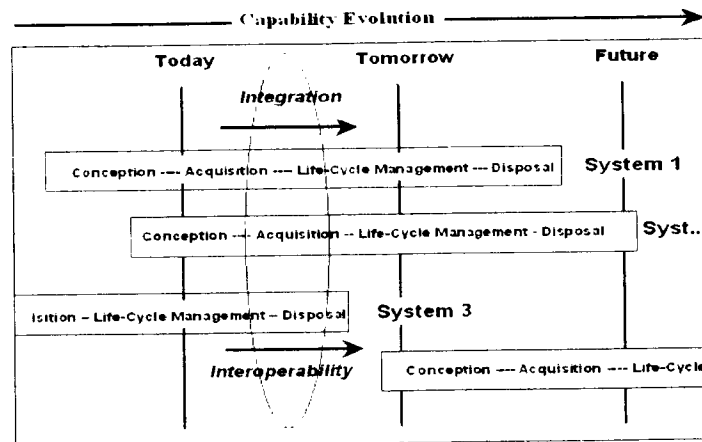 Capability Evolution
Today Tomorrow Future
Integration
Conception ---- Acquisition ---- Life-Cycle Management --- Disposal System 1
Conception ---- Acquisition -- Life-Cycle Management - Disposal Syst...
isition – Life-Cycle Management – Disposal System 3
Interoperability
Conception ---- Acquisition ---- Life-Cycle